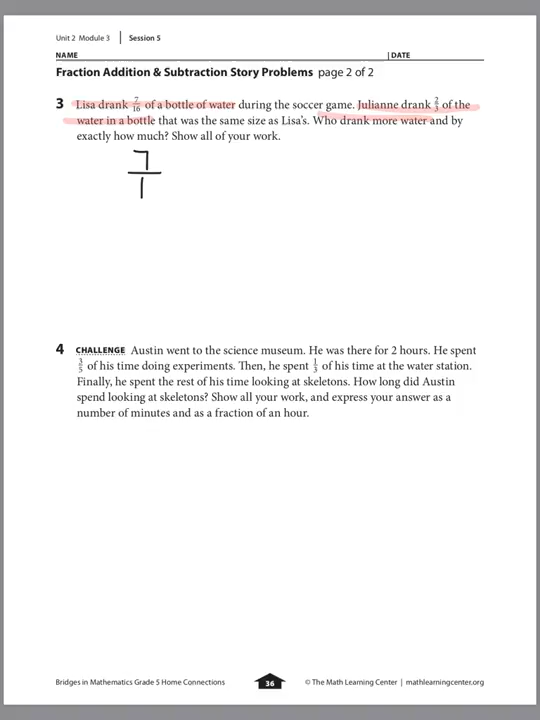 Unit 2 Module 3 | Session 5
NAME | DATE
Fraction Addition & Subtraction Story Problems page 2 of 2
3 Lisa drank 7/16 of a bottle of water during the soccer game. Julianne drank 2/3 of the
water in a bottle that was the same size as Lisa's. Who drank more water and by
exactly how much? Show all of your work.
7
1
4 CHALLENGE Austin went to the science museum. He was there for 2 hours. He spent
3/5 of his time doing experiments. Then, he spent 1/3 of his time at the water station.
Finally, he spent the rest of his time looking at skeletons. How long did Austin
spend looking at skeletons? Show all your work, and express your answer as a
number of minutes and as a fraction of an hour.
Bridges in Mathematics Grade 5 Home Connections 36 © The Math Learning Center | mathlearningcenter.org